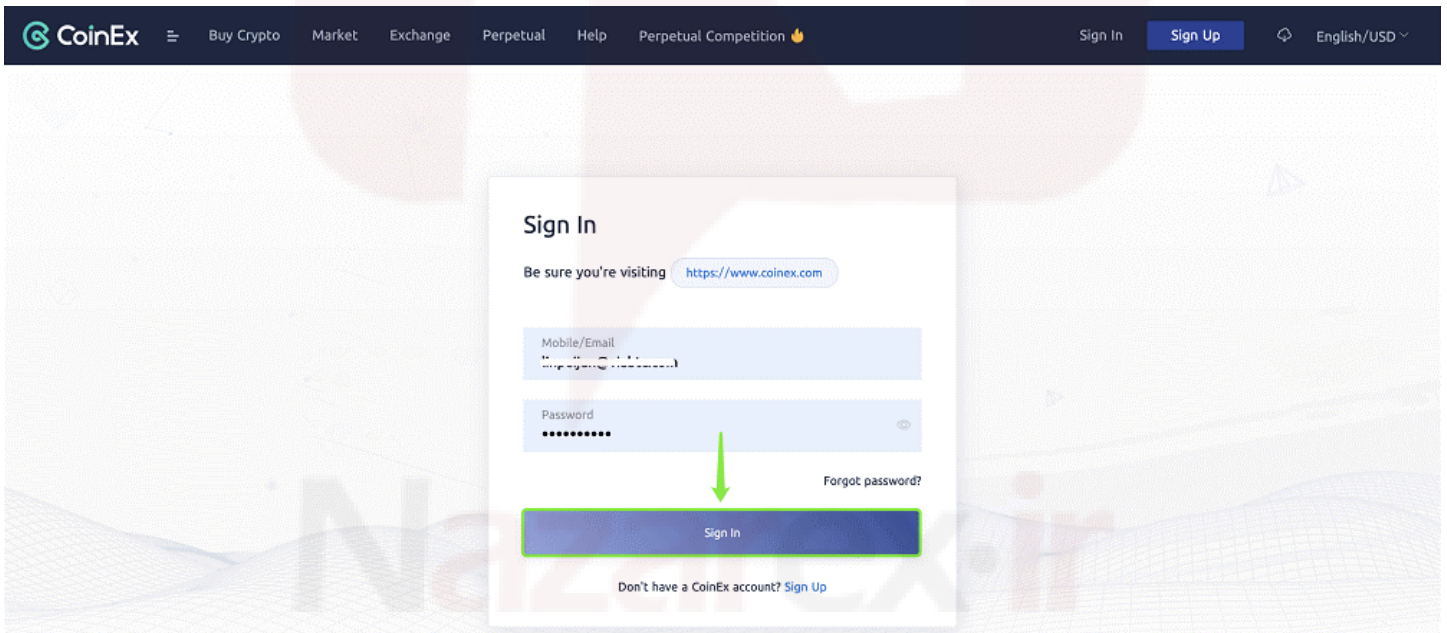 CoinEx Buy Crypto Market Exchange Perpetual Help Perpetual Competition Sign In Sign Up English/USD
Sign In
Be sure you're visiting https://www.coinex.com
Mobile/Email
Password
Forgot password?
Sign In
Don't have a CoinEx account? Sign Up
Nazarex.ir